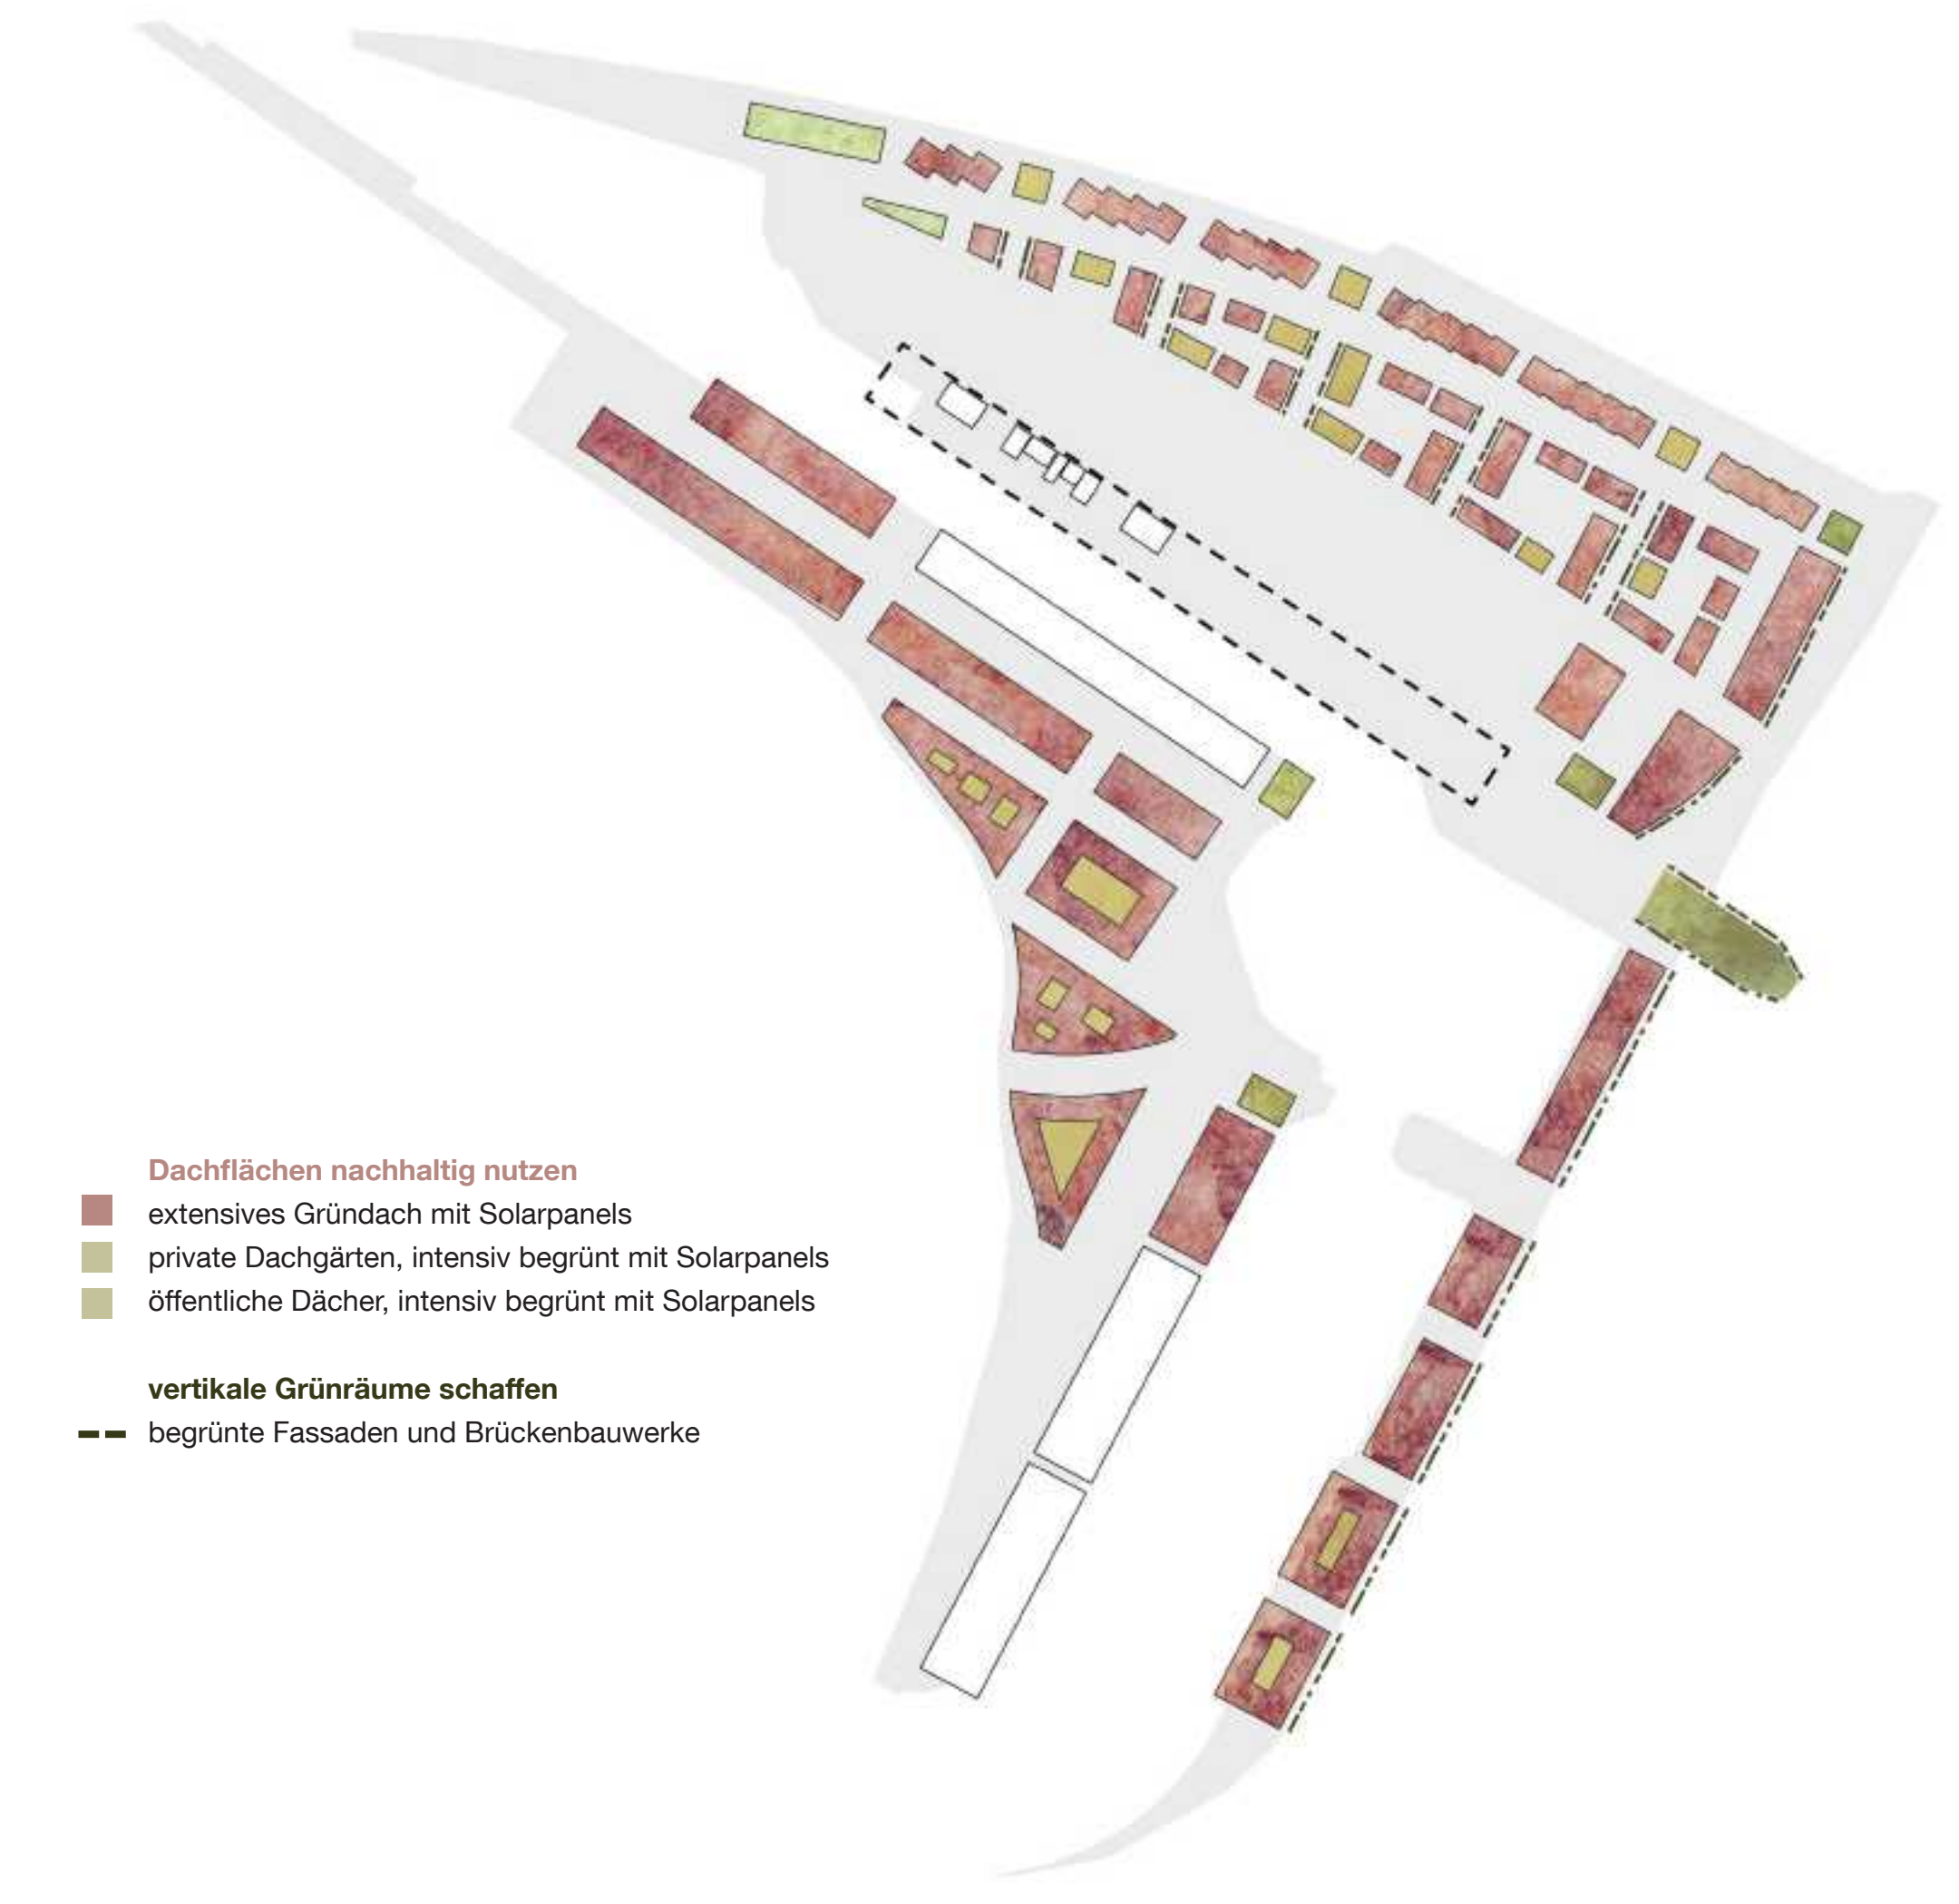 Dachflächen nachhaltig nutzen
extensives Gründach mit Solarpanels
private Dachgärten, intensiv begrünt mit Solarpanels
öffentliche Dächer, intensiv begrünt mit Solarpanels
vertikale Grünräume schaffen
begrünte Fassaden und Brückenbauwerke